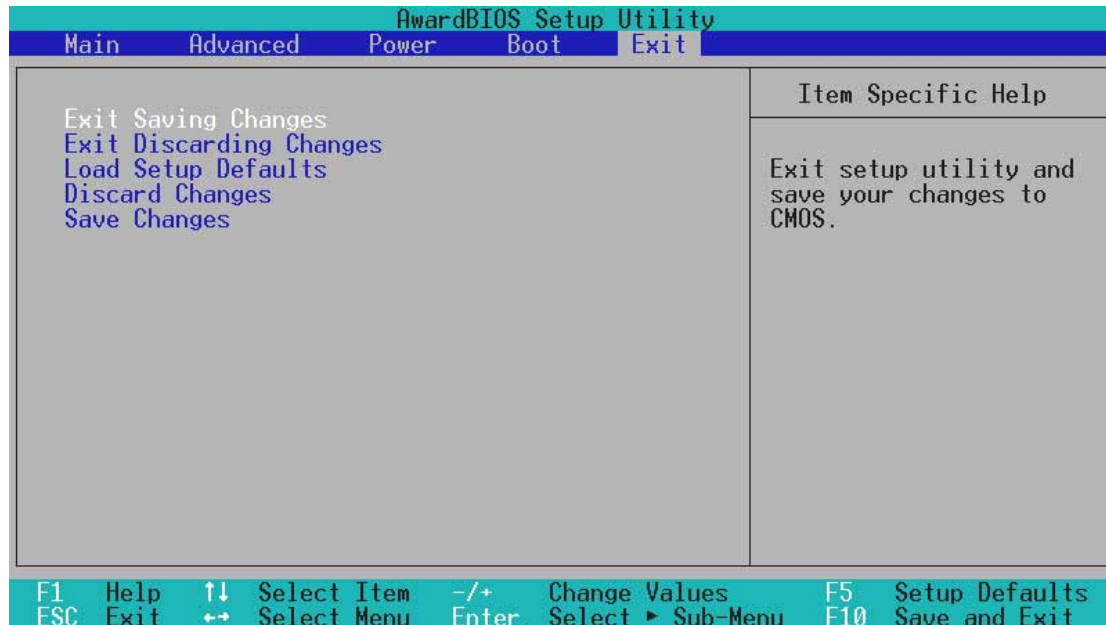 AwardBIOS Setup Utility
Main Advanced Power Boot Exit
Exit Saving Changes
Exit Discarding Changes
Load Setup Defaults
Discard Changes
Save Changes
Item Specific Help
Exit setup utility and
save your changes to
CMOS.
F1 Help ↑↓ Select Item -/+ Change Values F5 Setup Defaults
ESC Exit ←→ Select Menu Enter Select ► Sub-Menu F10 Save and Exit